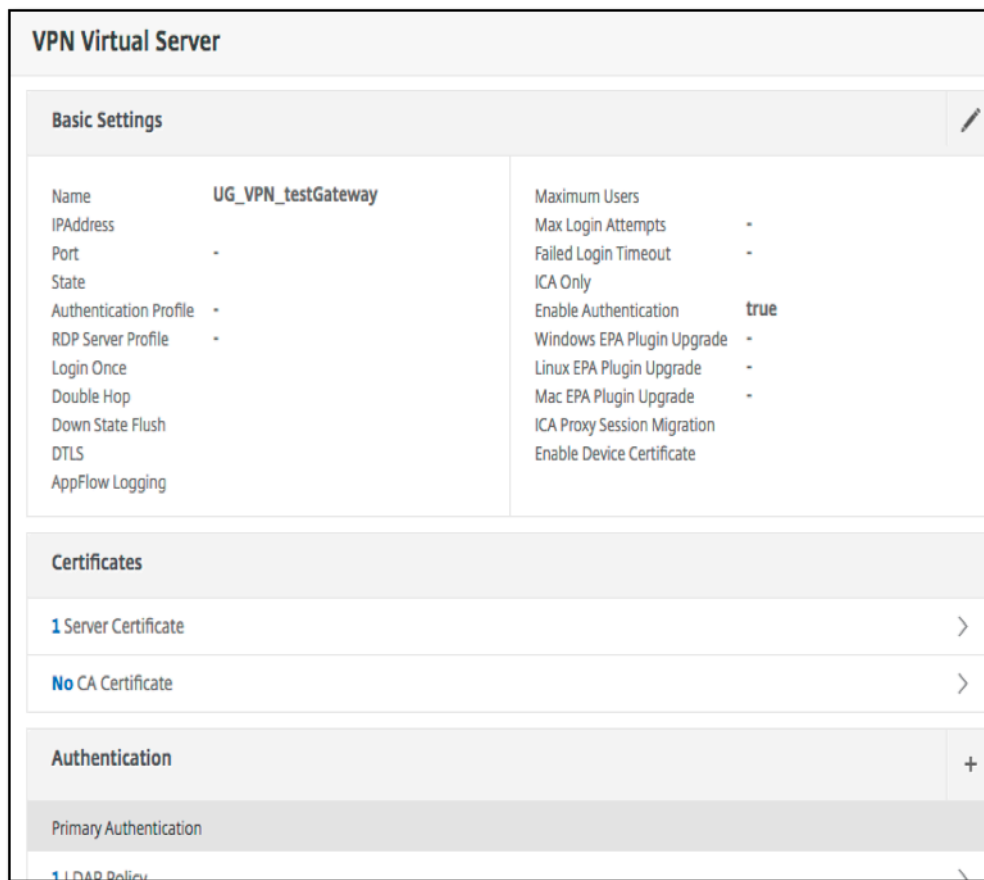 VPN Virtual Server
Basic Settings
Name UG_VPN_testGateway
IPAddress
Port -
State
Authentication Profile -
RDP Server Profile -
Login Once
Double Hop
Down State Flush
DTLS
AppFlow Logging
Maximum Users
Max Login Attempts -
Failed Login Timeout -
ICA Only
Enable Authentication true
Windows EPA Plugin Upgrade -
Linux EPA Plugin Upgrade -
Mac EPA Plugin Upgrade -
ICA Proxy Session Migration
Enable Device Certificate
Certificates
1 Server Certificate
No CA Certificate
Authentication
+
Primary Authentication
1 LDAP Policy